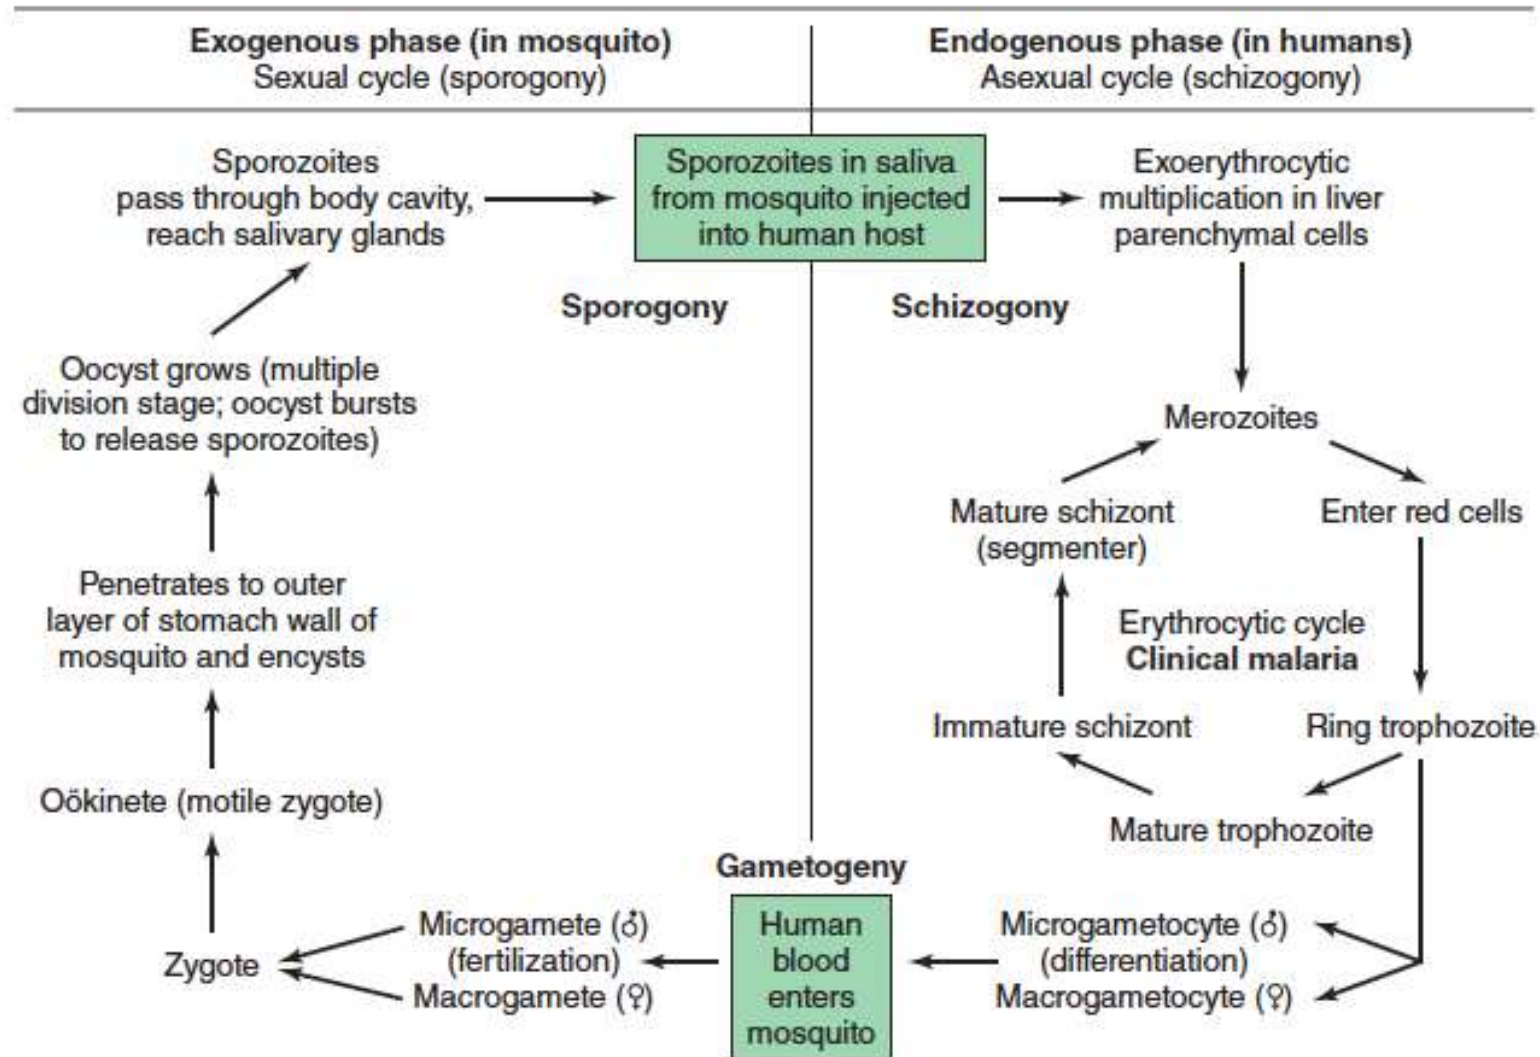 Exogenous phase (in mosquito)
Sexual cycle (sporogony)
Endogenous phase (in humans)
Asexual cycle (schizogony)
Sporozoites
pass through body cavity,
reach salivary glands
Sporozoites in saliva
from mosquito injected
into human host
Exoerythrocytic
multiplication in liver
parenchymal cells
Sporogony
Schizogony
Oocyst grows (multiple
division stage; oocyst bursts
to release sporozoites)
Merozoites
Mature schizont
(segmenter)
Enter red cells
Penetrates to outer
layer of stomach wall of
mosquito and encysts
Erythrocytic cycle
Clinical malaria
Immature schizont
Ring trophozoite
Oökinete (motile zygote)
Mature trophozoite
Gametogeny
Zygote
Microgamete (♂)
(fertilization)
Macrogamete (♀)
Human
blood
enters
mosquito
Microgametocyte (♂)
(differentiation)
Macrogametocyte (♀)